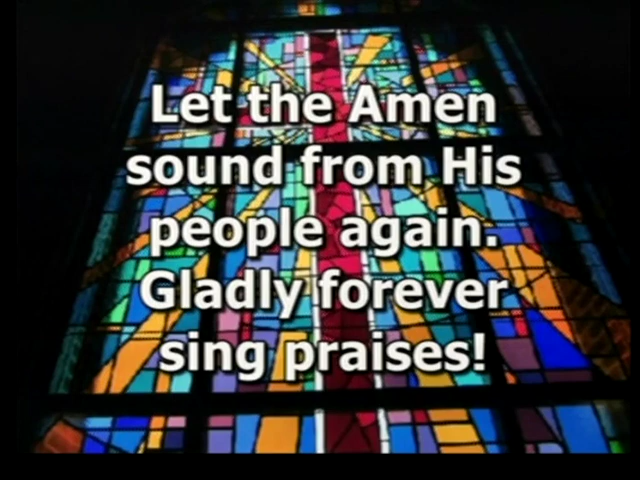 Let the Amen
sound from His
people again.
Gladly forever
sing praises!